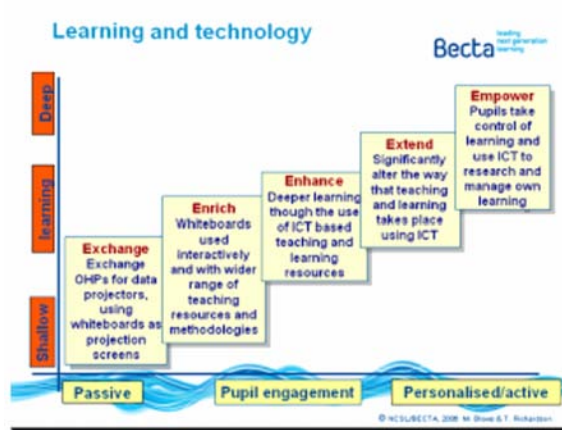 Learning and technology
Becta
leading
next generation
learning
Deep
learning
Shallow
Exchange
Exchange
OHPs for data
projectors,
using
whiteboards as
projection
screens
Enrich
Whiteboards
used
interactively
and with wider
range of
teaching
resources and
methodologies
Enhance
Deeper learning
though the use
of ICT based
teaching and
learning
resources
Extend
Significantly
alter the way
that teaching
and learning
takes place
using ICT
Empower
Pupils take
control of
learning and
use ICT to
research and
manage own
learning
Passive
Pupil engagement
Personalised/active
© NCSL/BECTA, 2006 M. Blows & T. Richardson